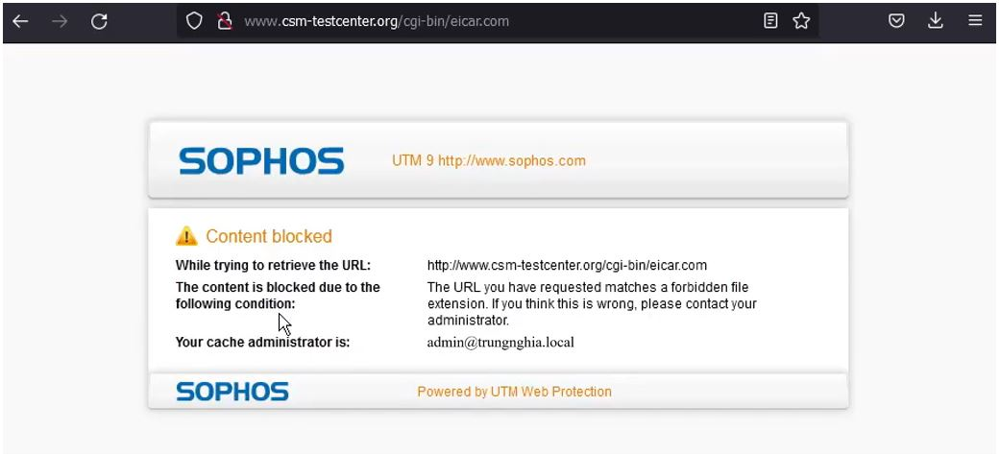 www.csm-testcenter.org/cgi-bin/eicar.com
SOPHOS
UTM 9 http://www.sophos.com
Content blocked
While trying to retrieve the URL: http://www.csm-testcenter.org/cgi-bin/eicar.com
The content is blocked due to the
following condition:
The URL you have requested matches a forbidden file
extension. If you think this is wrong, please contact your
administrator.
Your cache administrator is: admin@trungnghia.local
SOPHOS
Powered by UTM Web Protection